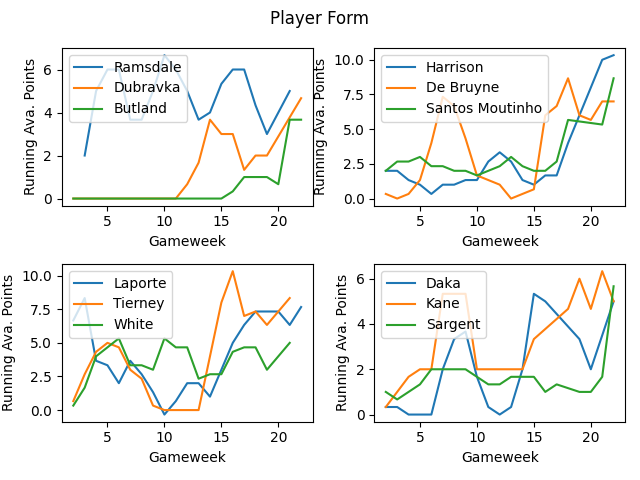 Player Form
Running Ava. Points
6
4
2
0
5
10
15
20
Gameweek
Ramsdale
Dubravka
Butland
Running Ava. Points
10.0
7.5
5.0
2.5
0.0
5
10
15
20
Gameweek
Harrison
De Bruyne
Santos Moutinho
Running Ava. Points
10.0
7.5
5.0
2.5
0.0
5
10
15
20
Gameweek
Laporte
Tierney
White
Running Ava. Points
6
4
2
0
5
10
15
20
Gameweek
Daka
Kane
Sargent